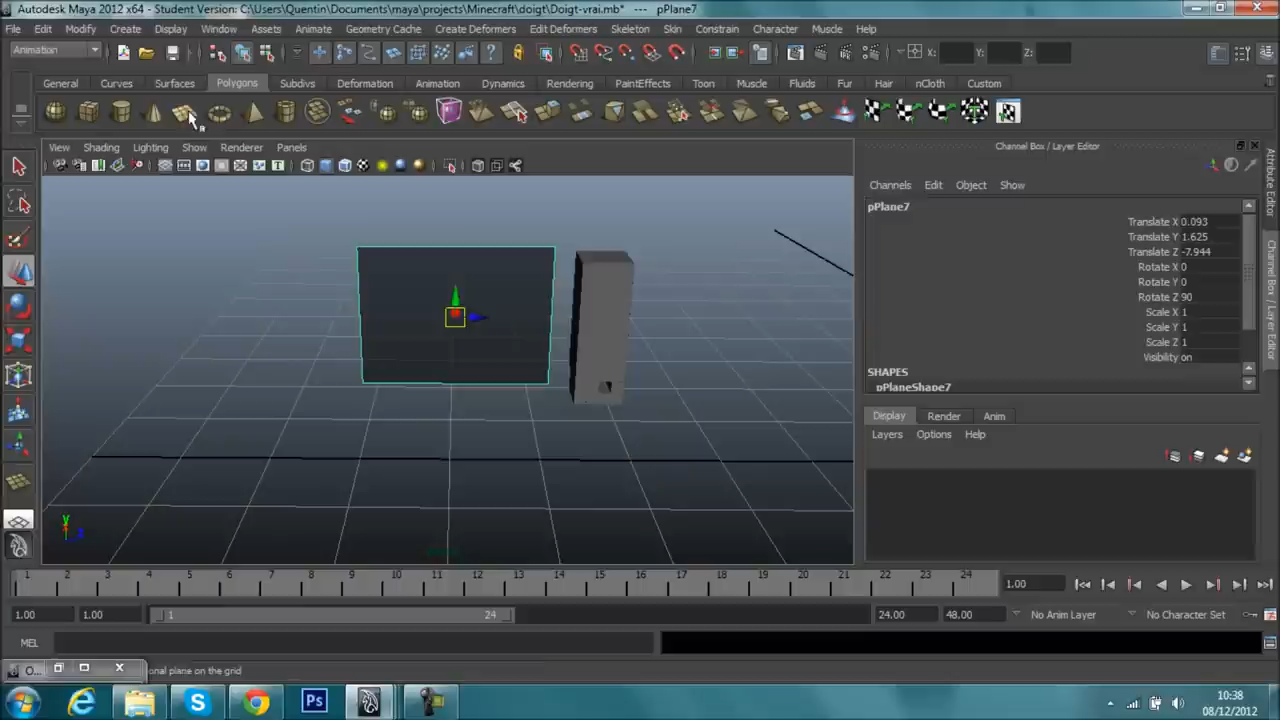 Autodesk Maya 2012 x64 - Student Version: C:\Users\Quentin\Documents\maya\projects\Minecraft\doigt\Doigt-vrai.mb* --- pPlane7
File Edit Modify Create Display Window Assets Animate Geometry Cache Create Deformers Edit Deformers Skeleton Skin Constrain Character Muscle Help
Animation X: Y: Z:
General Curves Surfaces Polygons Subdivs Deformation Animation Dynamics Rendering PaintEffects Toon Muscle Fluids Fur Hair nCloth Custom
View Shading Lighting Show Renderer Panels
Channel Box / Layer Editor
Channels Edit Object Show
pPlane7
Translate X 0.093
Translate Y 1.625
Translate Z -7.944
Rotate X 0
Rotate Y 0
Rotate Z 90
Scale X 1
Scale Y 1
Scale Z 1
Visibility on
SHAPES
pPlaneShape7
Display Render Anim
Layers Options Help
Attribute Editor
Channel Box / Layer Editor
y
z
1 2 3 4 5 6 7 8 9 10 11 12 13 14 15 16 17 18 19 20 21 22 23 24 1.00
1.00 1.00 1 24 24.00 48.00 No Anim Layer No Character Set
MEL
O... onal plane on the grid
Ps
10:38
08/12/2012